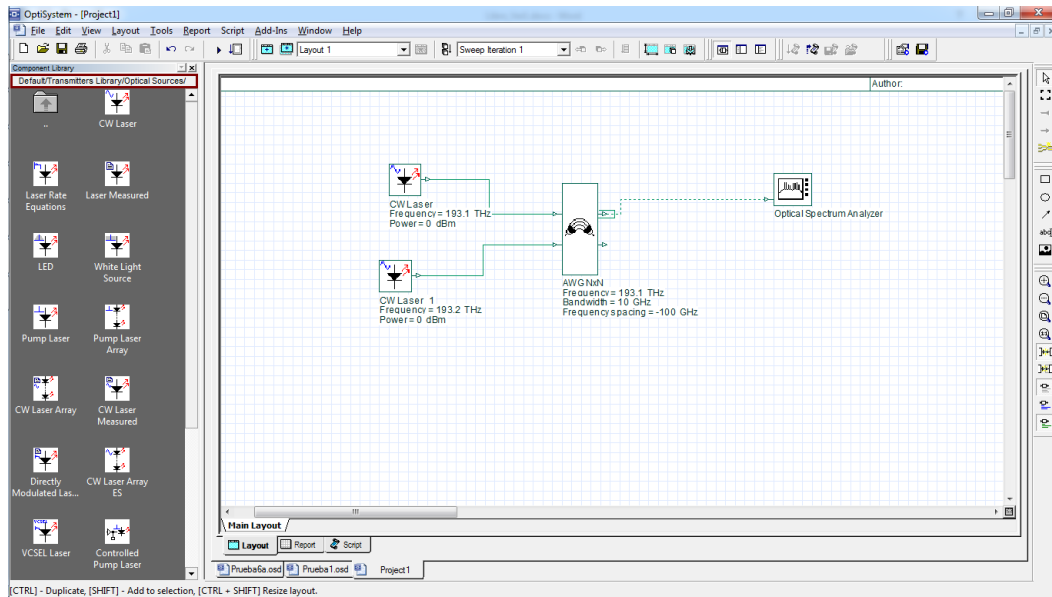 OptiSystem - [Project1]
File Edit View Layout Tools Report Script Add-Ins Window Help
Layout 1
Sweep Iteration 1
Component Library
Default/Transmitters Library/Optical Sources/
..
CW Laser
Laser Rate Equations
Laser Measured
LED
White Light Source
Pump Laser
Pump Laser Array
CW Laser Array
CW Laser Measured
Directly Modulated Las...
CW Laser Array ES
VCSEL Laser
Controlled Pump Laser
Author:
CW Laser
Frequency = 193.1 THz
Power = 0 dBm
CW Laser 1
Frequency = 193.2 THz
Power = 0 dBm
AWG NxN
Frequency = 193.1 THz
Bandwidth = 10 GHz
Frequency spacing = -100 GHz
Optical Spectrum Analyzer
Main Layout
Layout Report Script
Prueba6a.osd Prueba1.osd Project1
[CTRL] - Duplicate, [SHIFT] - Add to selection, [CTRL + SHIFT] Resize layout.